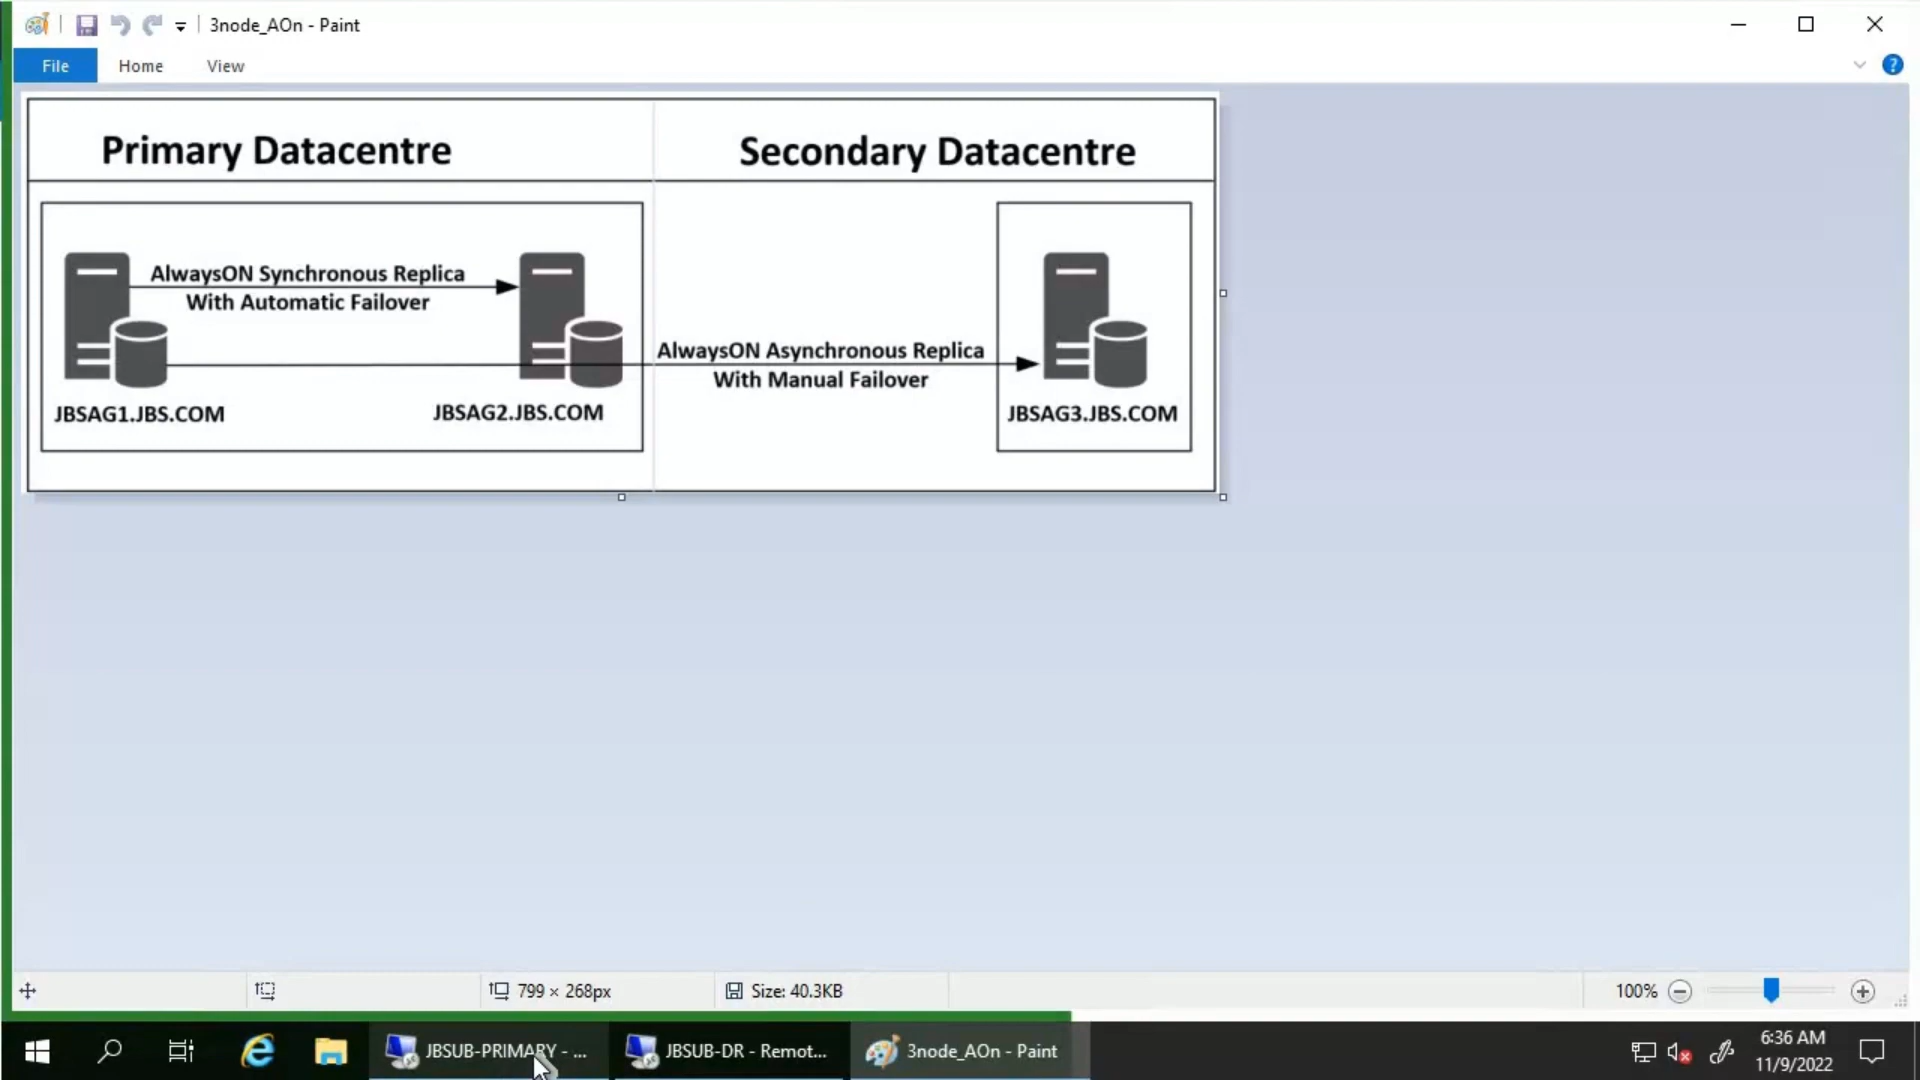 3node_AOn - Paint
File
Home
View
Primary Datacentre
Secondary Datacentre
AlwaysON Synchronous Replica
With Automatic Failover
AlwaysON Asynchronous Replica
With Manual Failover
JBSAG1.JBS.COM
JBSAG2.JBS.COM
JBSAG3.JBS.COM
799 × 268px
Size: 40.3KB
100%
JBSUB-PRIMARY - ...
JBSUB-DR - Remot...
3node_AOn - Paint
6:36 AM
11/9/2022